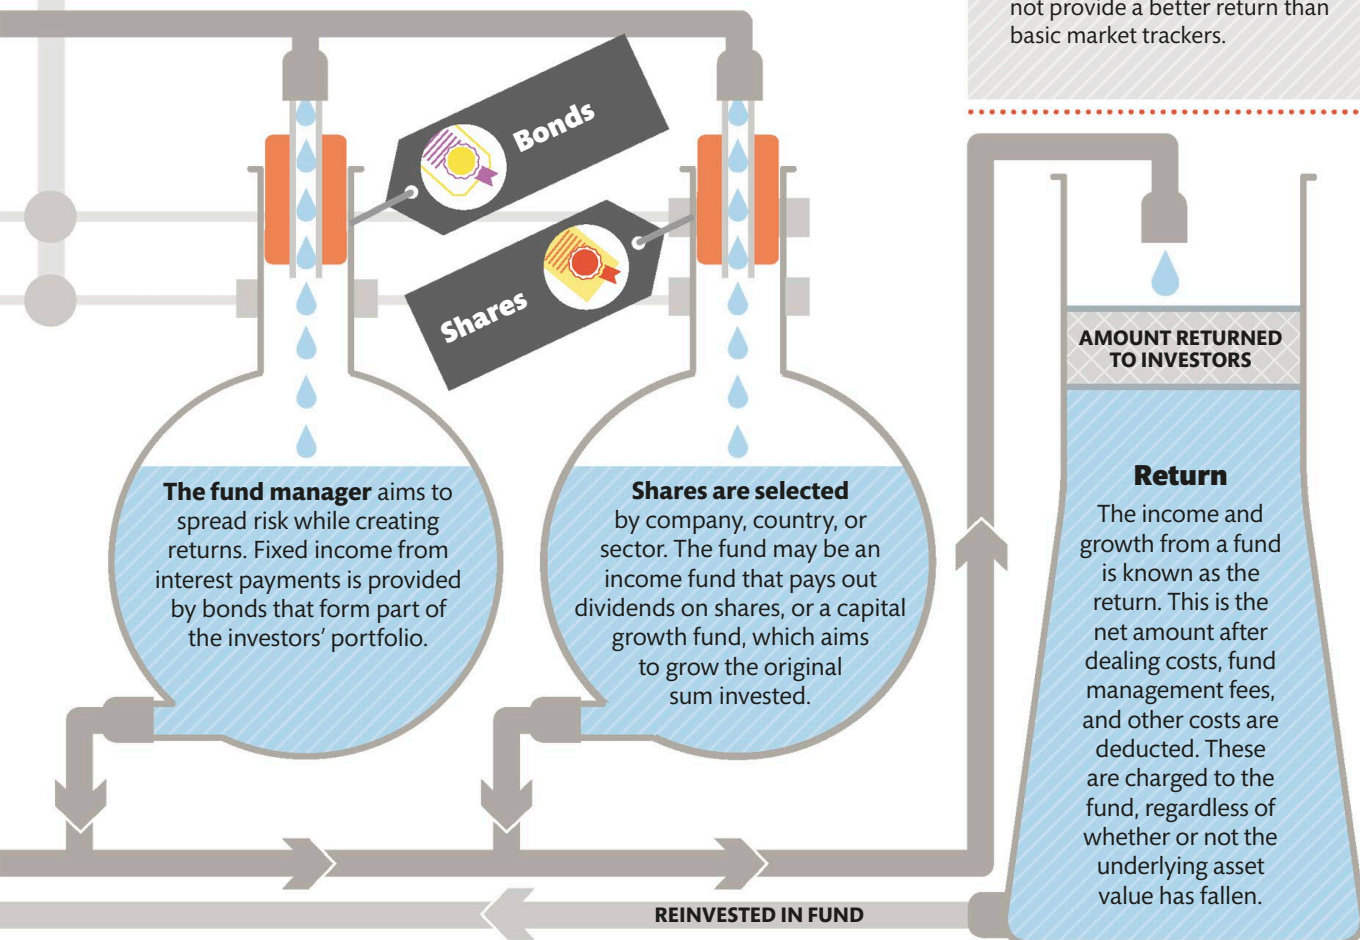 not provide a better return than
basic market trackers.
Bonds
Shares
The fund manager aims to
spread risk while creating
returns. Fixed income from
interest payments is provided
by bonds that form part of
the investors’ portfolio.
Shares are selected
by company, country, or
sector. The fund may be an
income fund that pays out
dividends on shares, or a capital
growth fund, which aims
to grow the original
sum invested.
AMOUNT RETURNED
TO INVESTORS
Return
The income and
growth from a fund
is known as the
return. This is the
net amount after
dealing costs, fund
management fees,
and other costs are
deducted. These
are charged to the
fund, regardless of
whether or not the
underlying asset
value has fallen.
REINVESTED IN FUND